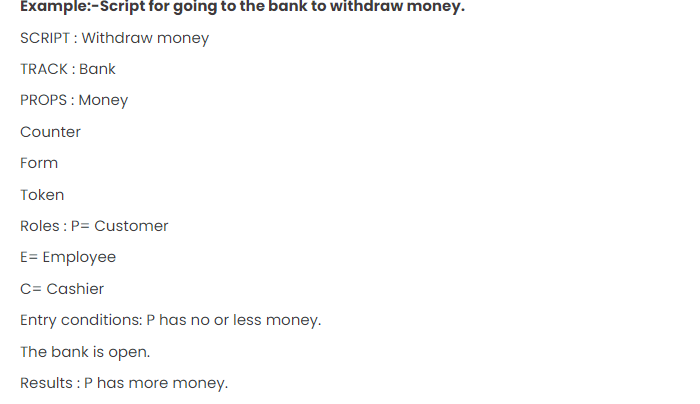 Example:-Script for going to the bank to withdraw money.
SCRIPT : Withdraw money
TRACK : Bank
PROPS : Money
Counter
Form
Token
Roles : P= Customer
E= Employee
C= Cashier
Entry conditions: P has no or less money.
The bank is open.
Results : P has more money.